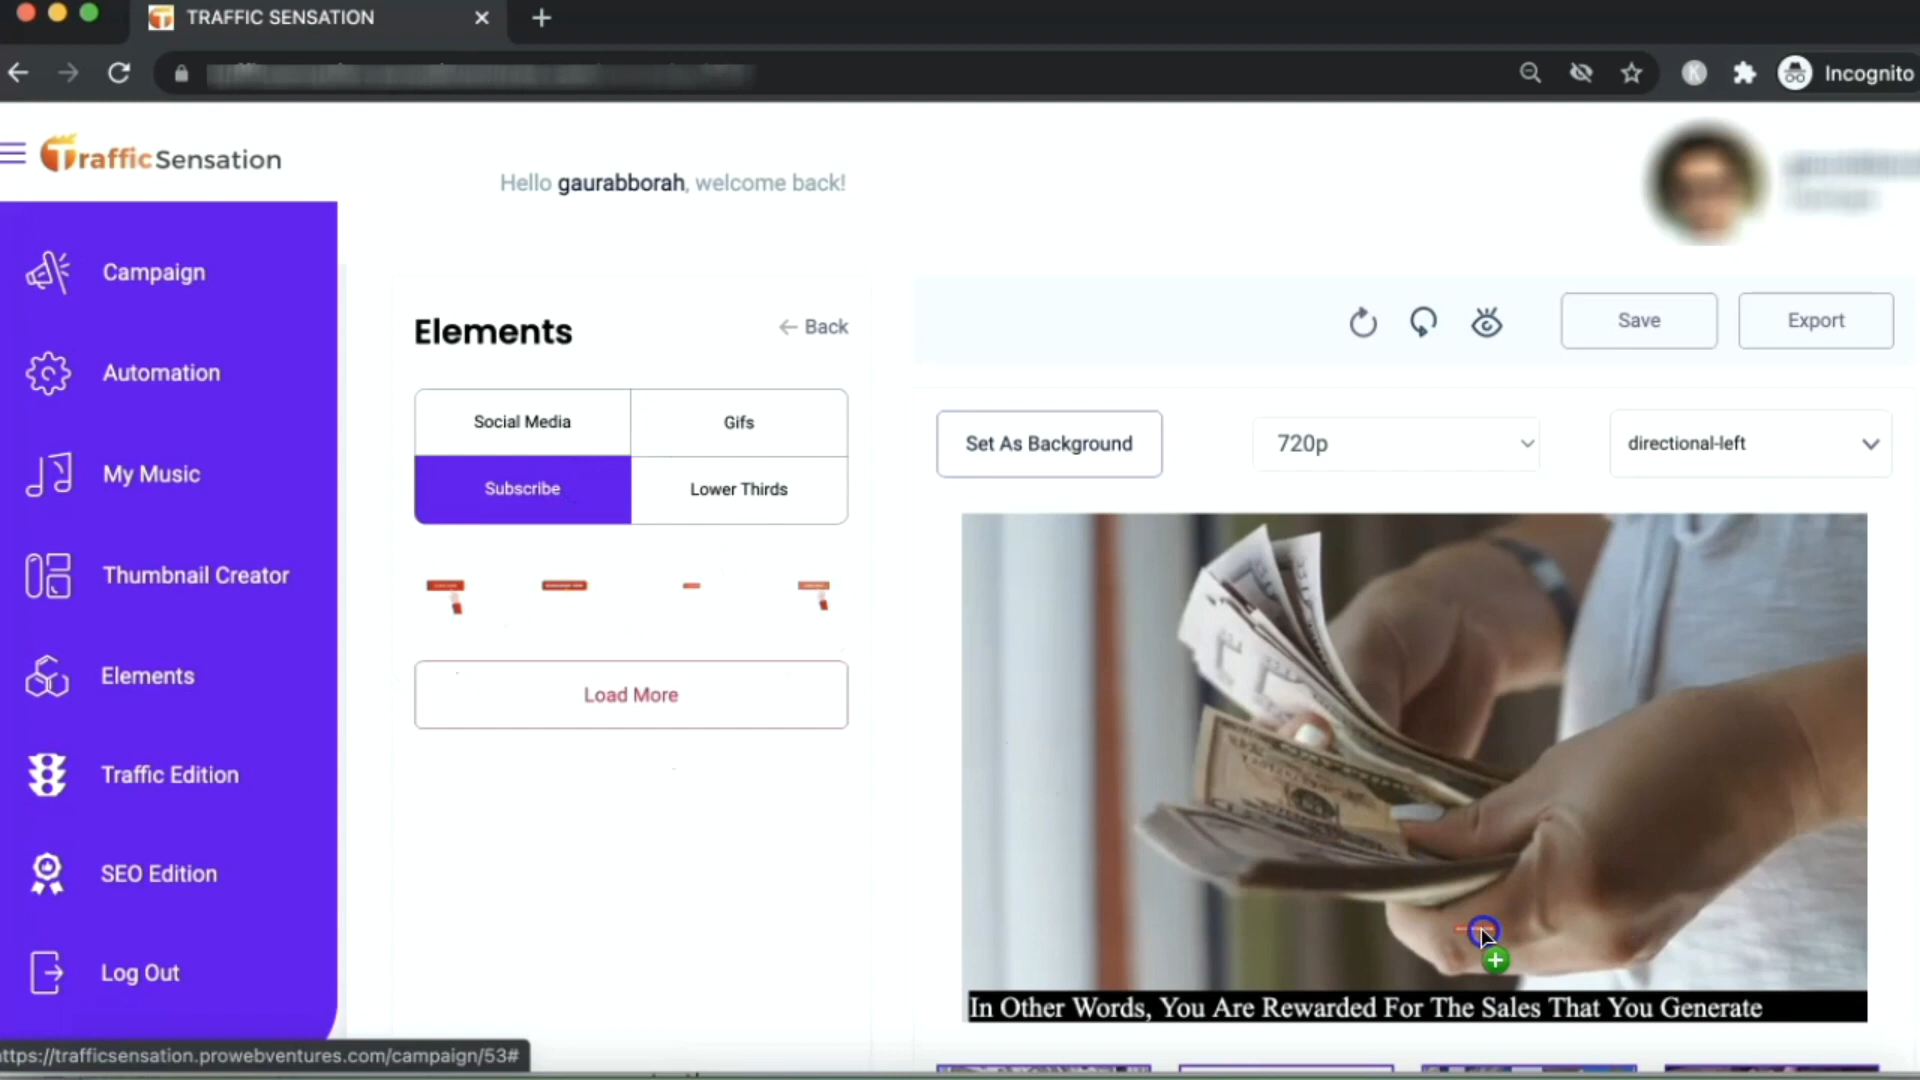 TRAFFIC SENSATION
Incognito
TrafficSensation
Hello gaurabborah, welcome back!
Campaign
Automation
My Music
Thumbnail Creator
Elements
Traffic Edition
SEO Edition
Log Out
Elements
Back
Social Media
Gifs
Subscribe
Lower Thirds
Load More
Save
Export
Set As Background
720p
directional-left
In Other Words, You Are Rewarded For The Sales That You Generate
ttps://trafficsensation.prowebventures.com/campaign/53#